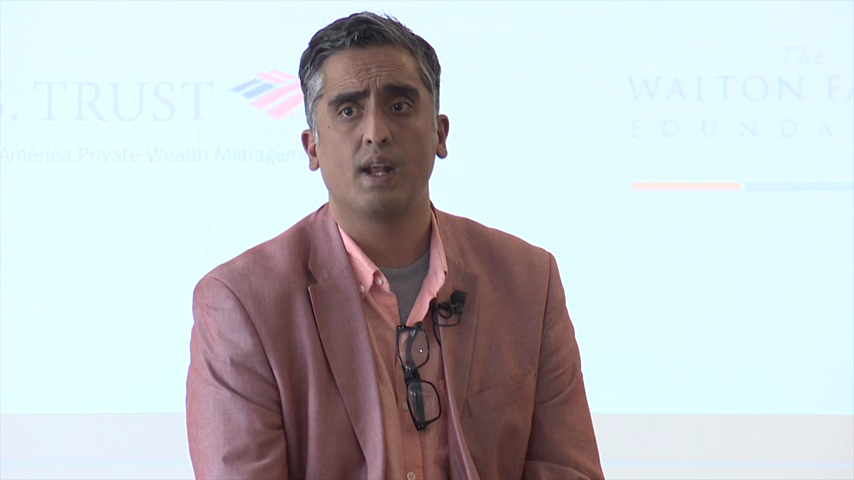 S. TRUST
America Private Wealth Managem
The
WALTON FA
FOUNDA